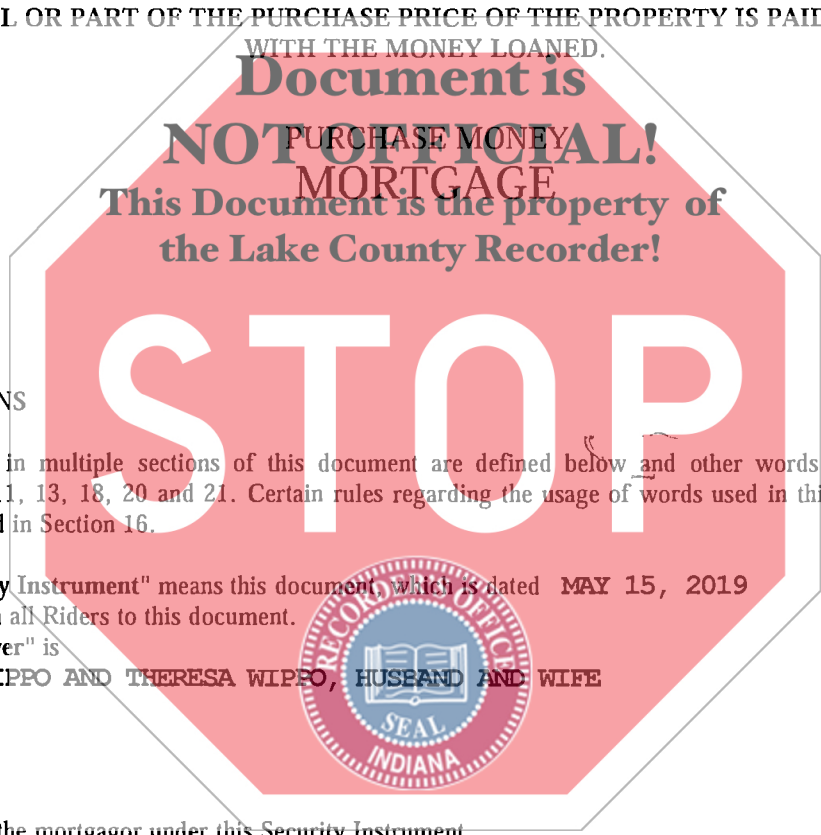 L OR PART OF THE PURCHASE PRICE OF THE PROPERTY IS PAID
WITH THE MONEY LOANED.
Document is
NOT OFFICIAL!
PURCHASE MONEY
MORTGAGE
This Document is the property of
the Lake County Recorder!
STOP
NS
in multiple sections of this document are defined below and other words
11, 13, 18, 20 and 21. Certain rules regarding the usage of words used in thi
d in Section 16.
y Instrument" means this document, which is dated MAY 15, 2019
all Riders to this document.
er" is
IPPO AND THERESA WIPPO, HUSBAND AND WIFE
RECORDER'S OFFICE
SEAL
INDIANA
the mortgagor under this Security Instrument